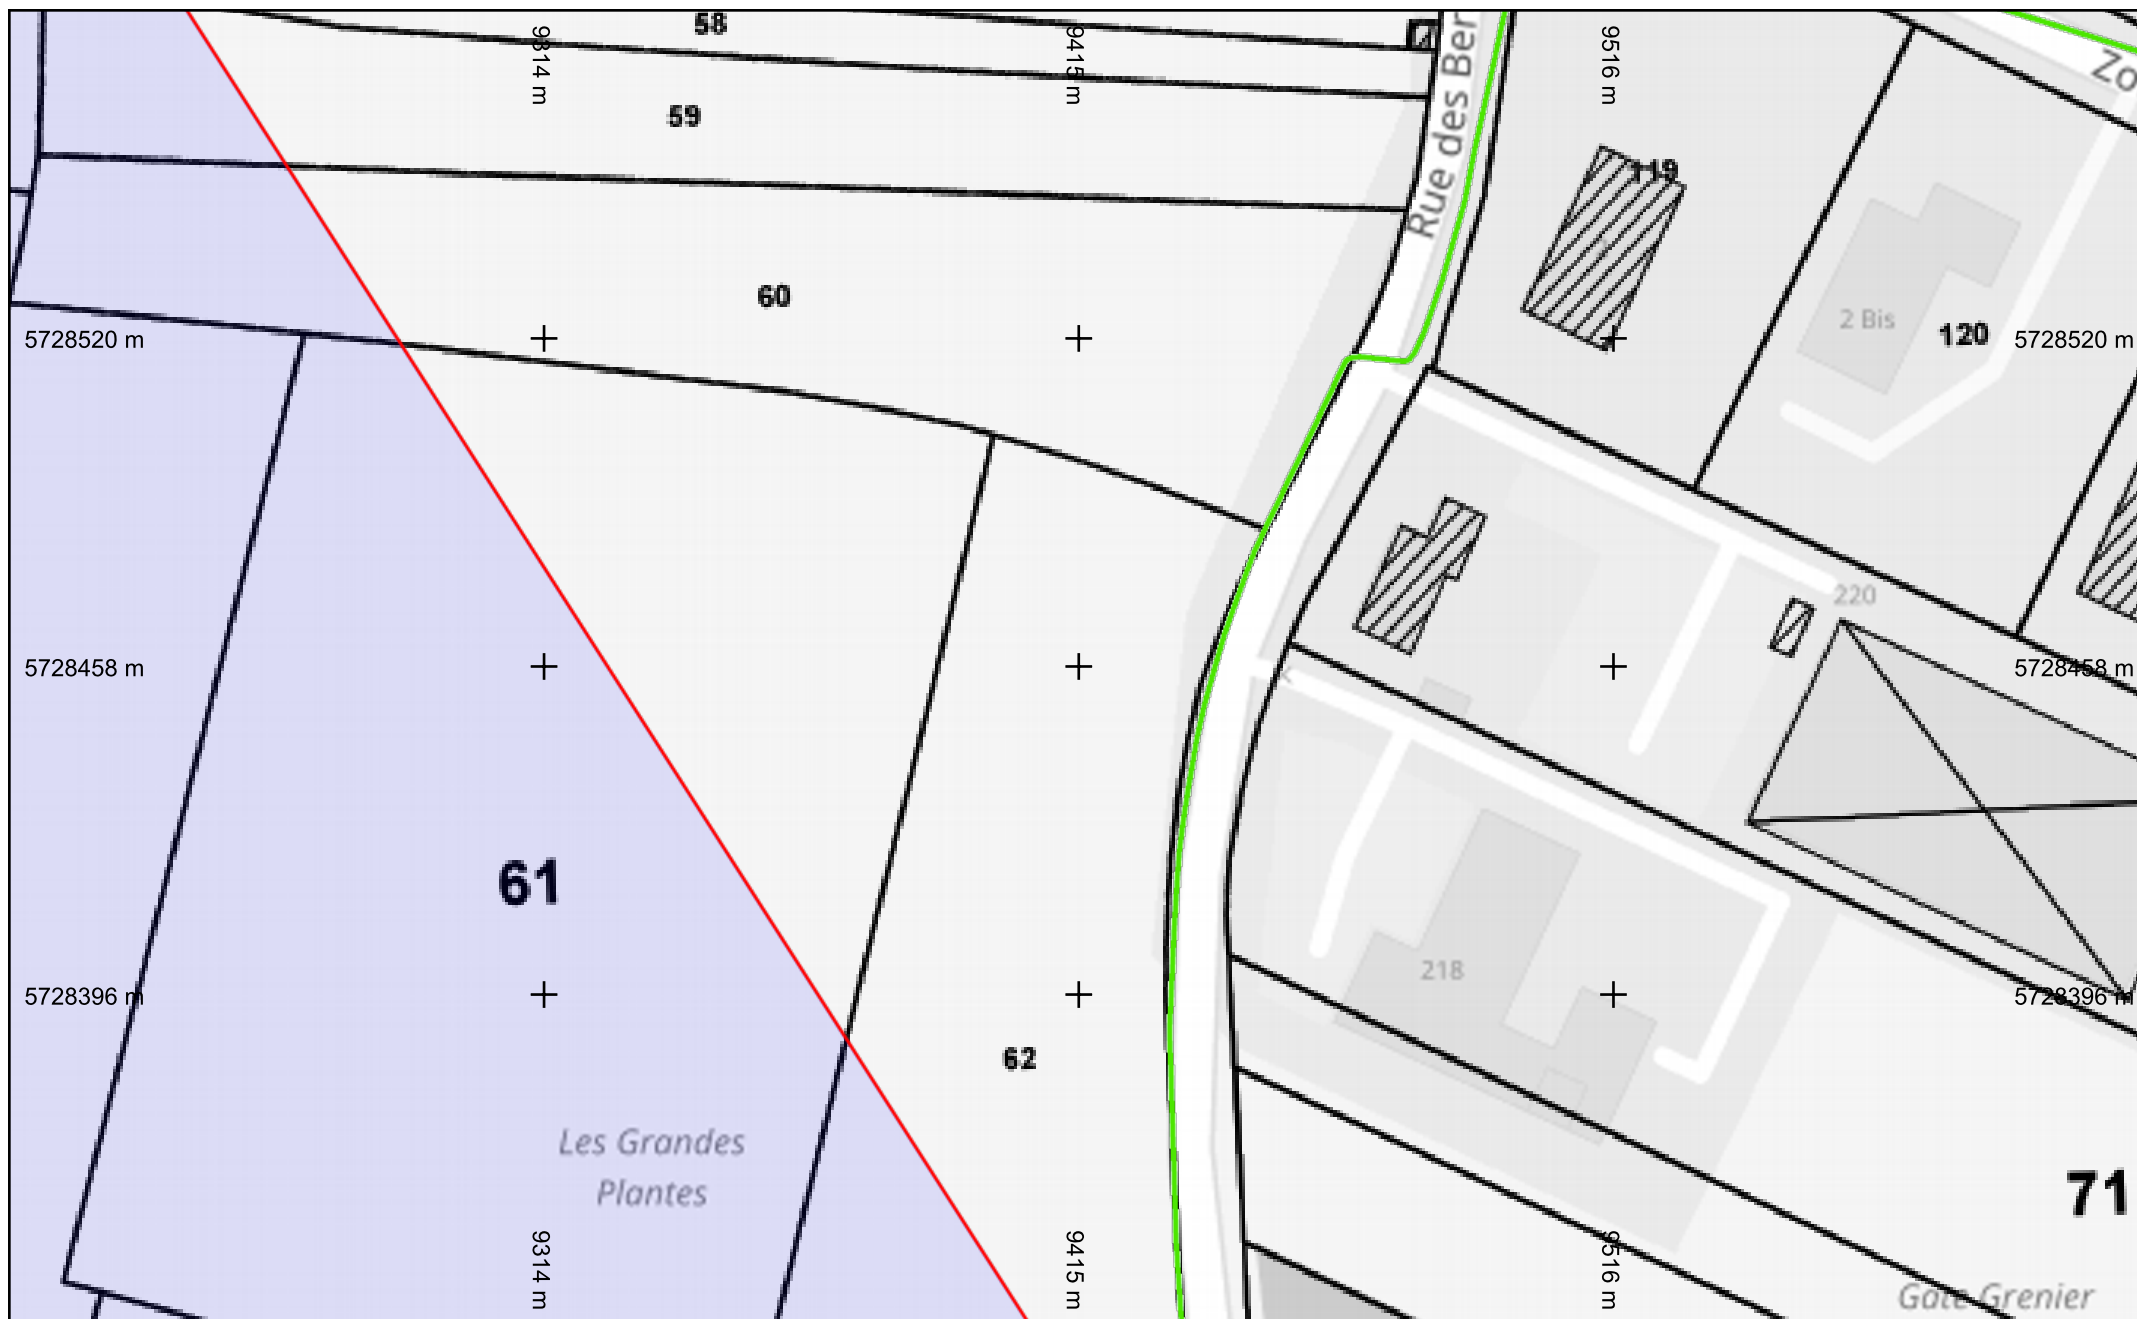 58
9314 m
9415 m
9516 m
Rue des Ber
Zo
59
119
60
2 Bis
120
5728520 m
5728520 m
220
5728458 m
5728458 m
61
218
5728396 m
5728396 m
62
Les Grandes
Plantes
71
9314 m
9415 m
9516 m
Gate Grenier